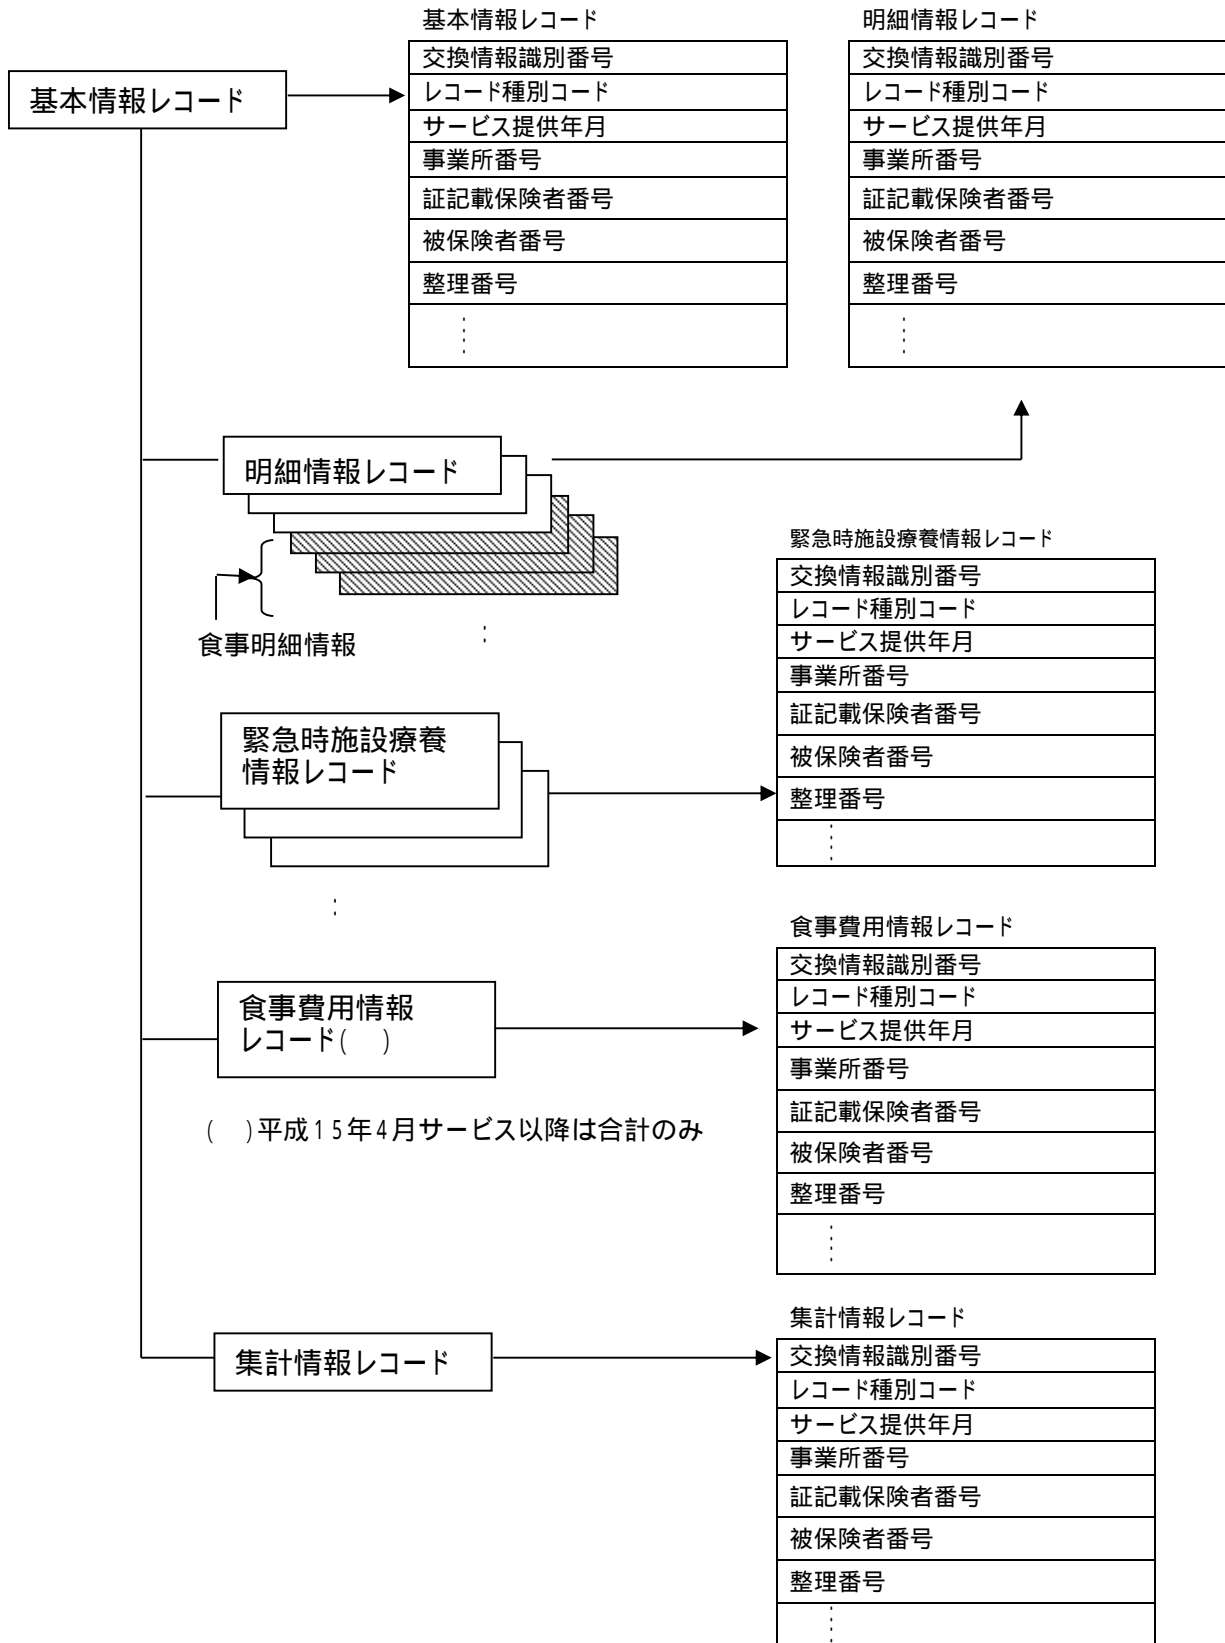 基本情報レコード
基本情報レコード
交換情報識別番号
レコード種別コード
サービス提供年月
事業所番号
証記載保険者番号
被保険者番号
整理番号
明細情報レコード
交換情報識別番号
レコード種別コード
サービス提供年月
事業所番号
証記載保険者番号
被保険者番号
整理番号
明細情報レコード
食事明細情報
緊急時施設療養
情報レコード
緊急時施設療養情報レコード
交換情報識別番号
レコード種別コード
サービス提供年月
事業所番号
証記載保険者番号
被保険者番号
整理番号
食事費用情報
レコード(　)
(　)平成15年4月サービス以降は合計のみ
食事費用情報レコード
交換情報識別番号
レコード種別コード
サービス提供年月
事業所番号
証記載保険者番号
被保険者番号
整理番号
集計情報レコード
集計情報レコード
交換情報識別番号
レコード種別コード
サービス提供年月
事業所番号
証記載保険者番号
被保険者番号
整理番号